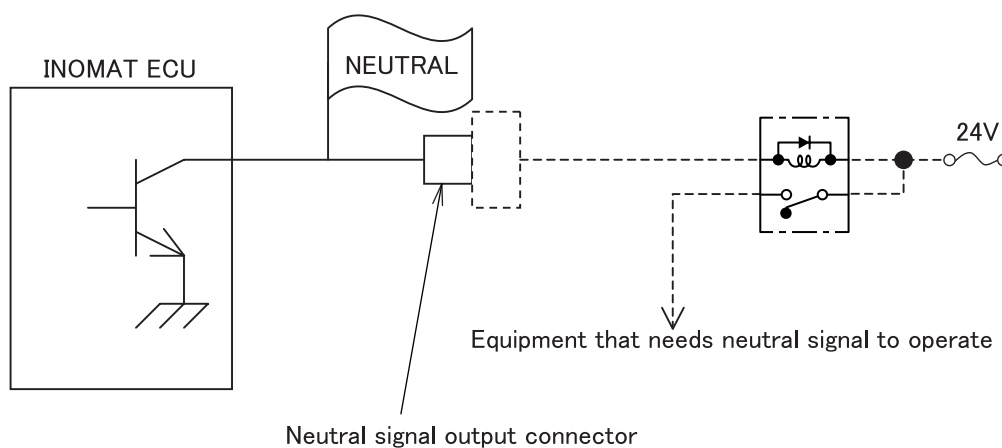 NEUTRAL
INOMAT ECU
24V
Equipment that needs neutral signal to operate
Neutral signal output connector